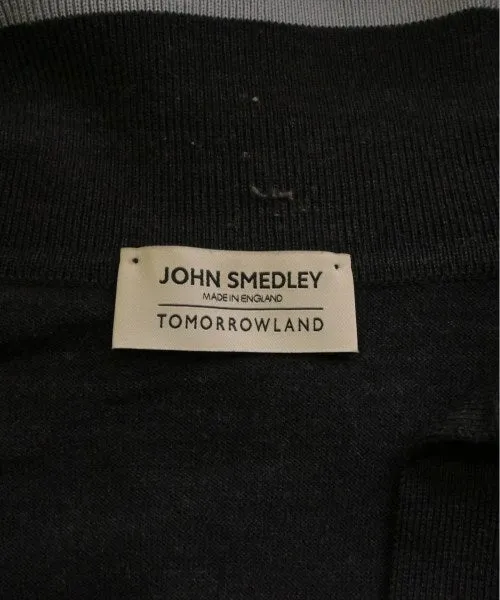 JOHN SMEDLEY
MADE IN ENGLAND
TOMORROWLAND